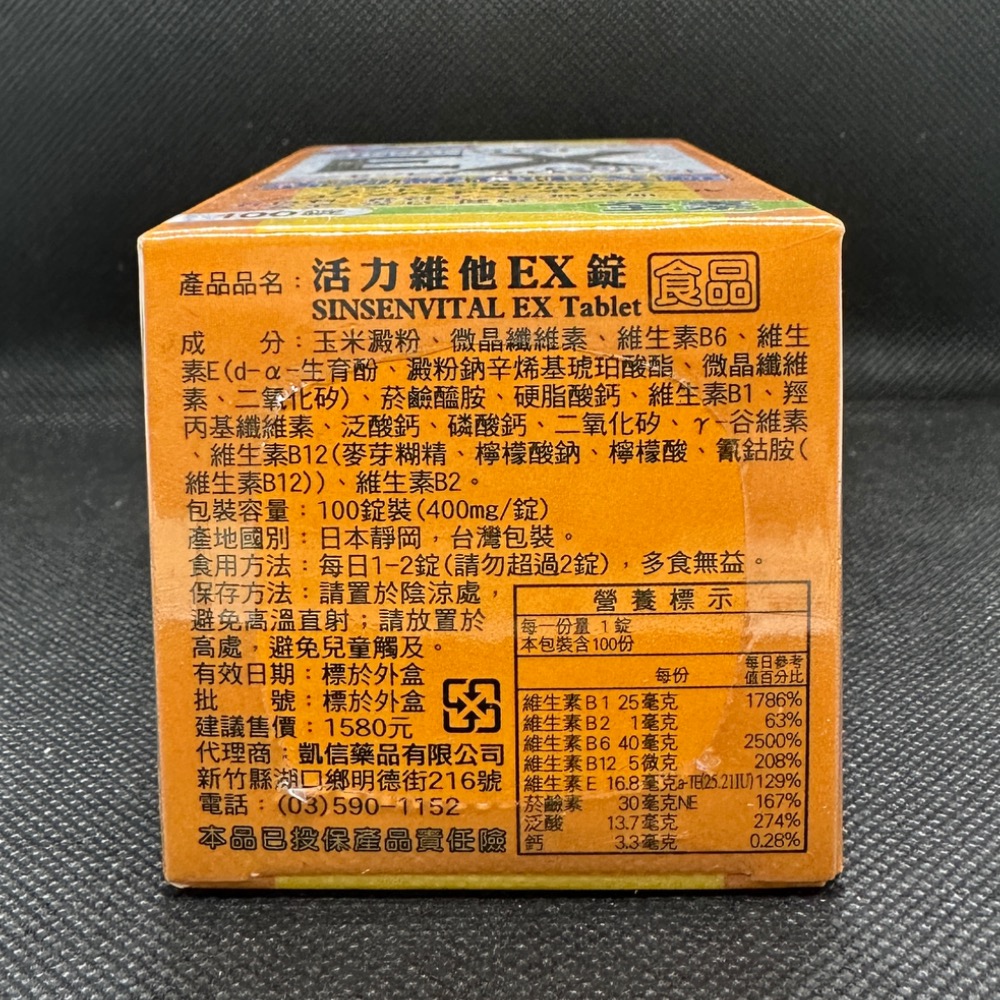 EX
100錠
產品品名：活力維他EX錠 食品
SINSENVITAL EX Tablet
成　　分：玉米澱粉、微晶纖維素、維生素B6、維生
素E(d-α-生育酚、澱粉鈉辛烯基琥珀酸酯、微晶纖維
素、二氧化矽)、菸鹼醯胺、硬脂酸鈣、維生素B1、羥
丙基纖維素、泛酸鈣、磷酸鈣、二氧化矽、γ-谷維素
、維生素B12(麥芽糊精、檸檬酸鈉、檸檬酸、氰鈷胺(
維生素B12))、維生素B2。
包裝容量：100錠裝(400mg/錠)
產地國別：日本靜岡，台灣包裝。
食用方法：每日1-2錠(請勿超過2錠)，多食無益。
保存方法：請置於陰涼處，
避免高溫直射；請放置於
高處，避免兒童觸及。
有效日期：標於外盒
批　　號：標於外盒
建議售價：1580元
代理商：凱信藥品有限公司
新竹縣湖口鄉明德街216號
電話：(03)590-1152
本品已投保產品責任險
營養標示
每一份量 1錠
本包裝含100份
每份 每日參考值百分比
維生素B1 25毫克 1786%
維生素B2 1毫克 63%
維生素B6 40毫克 2500%
維生素B12 5微克 208%
維生素E 16.8毫克α-TE(25.21IU) 129%
菸鹼素 30毫克NE 167%
泛酸 13.7毫克 274%
鈣 3.3毫克 0.28%